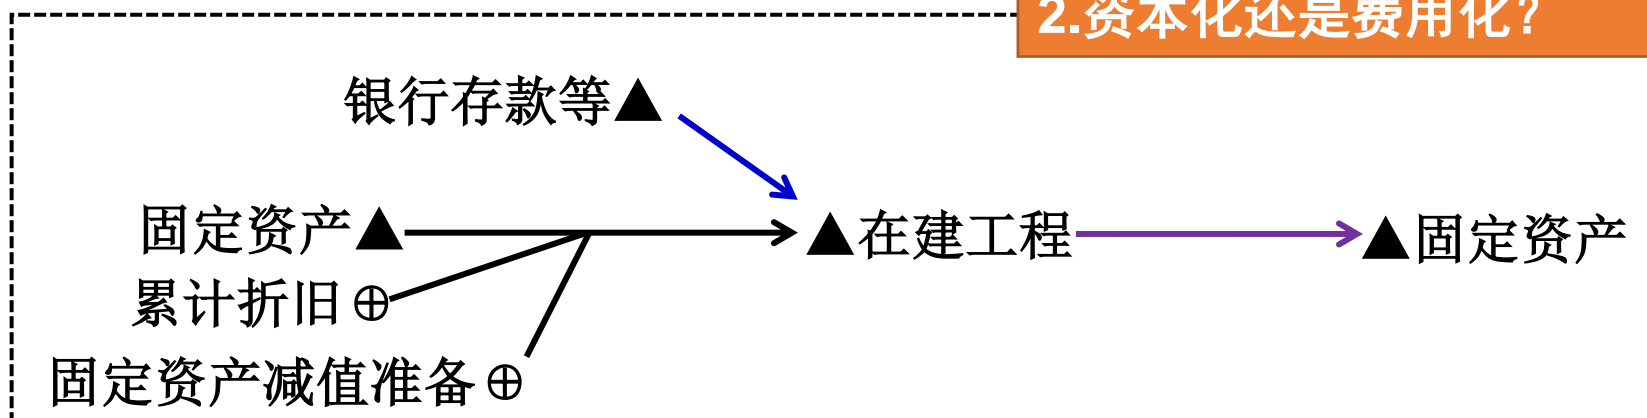 2.资本化还是费用化？
银行存款等▲
固定资产▲
▲在建工程
▲固定资产
累计折旧⊕
固定资产减值准备⊕